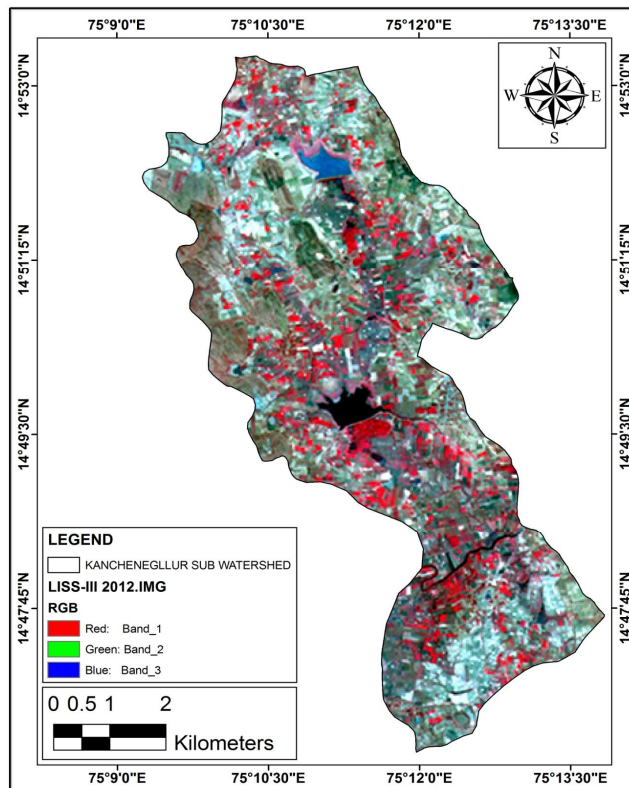 75°9'0"E 75°10'30"E 75°12'0"E 75°13'30"E
N
W E
S
14°53'0"N 14°53'0"N
14°51'15"N 14°51'15"N
14°49'30"N 14°49'30"N
14°47'45"N 14°47'45"N
LEGEND
KANCHENEGLLUR SUB WATERSHED
LISS-III 2012.IMG
RGB
Red: Band_1
Green: Band_2
Blue: Band_3
0 0.5 1 2
Kilometers
75°9'0"E 75°10'30"E 75°12'0"E 75°13'30"E